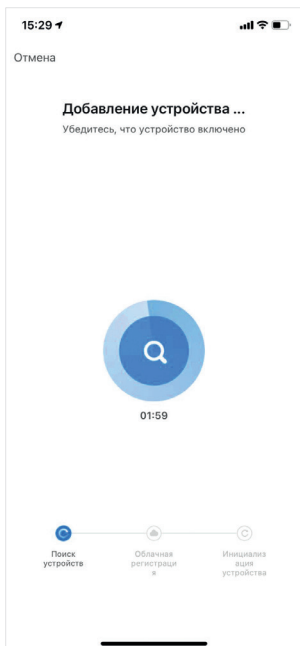 15:29
Отмена
Добавление устройства ...
Убедитесь, что устройство включено
01:59
Поиск
устройств
Облачная
регистраци
я
Инициализ
ация
устройства